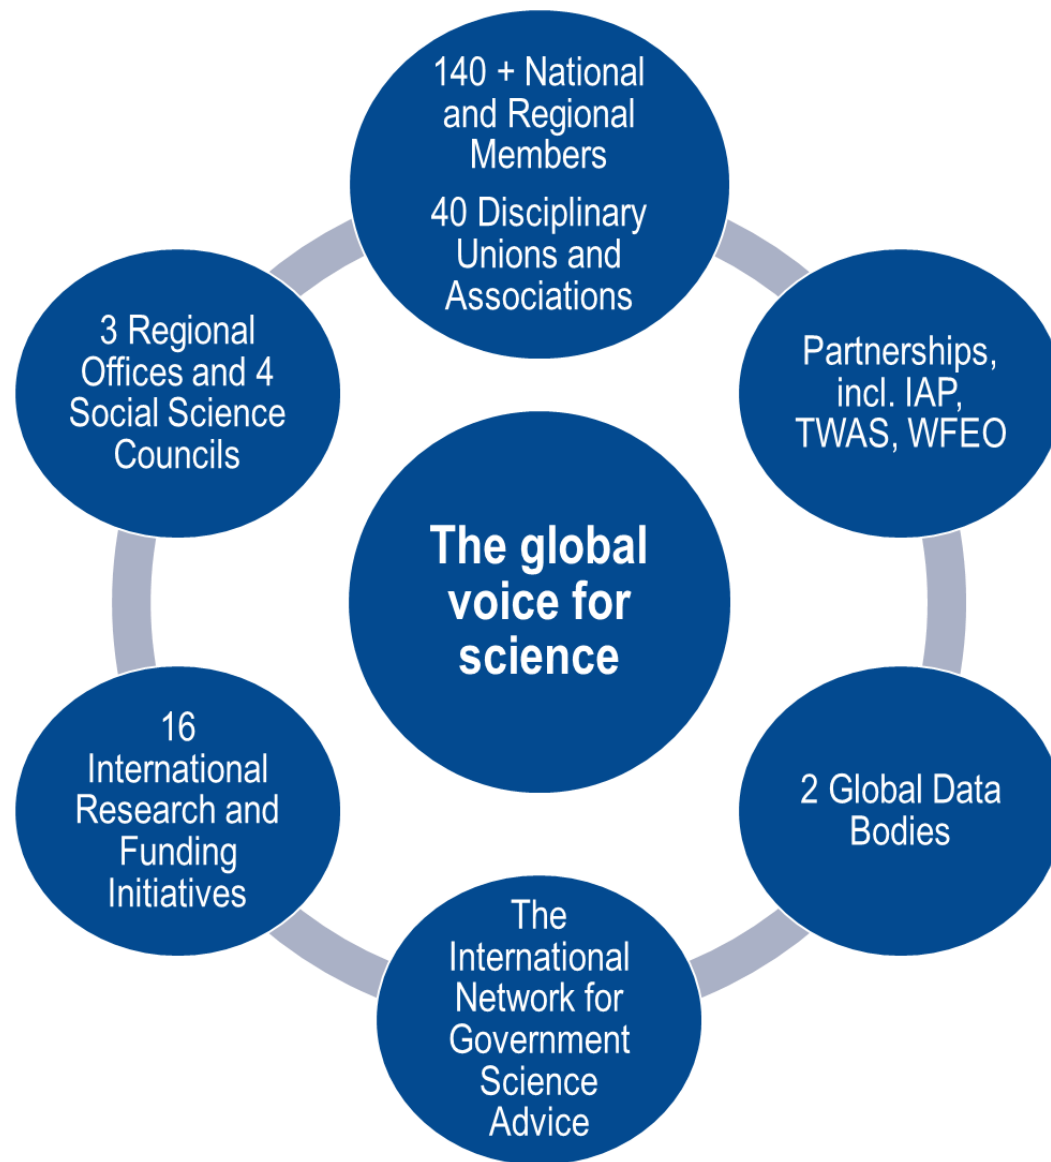 140 + National
and Regional
Members
40 Disciplinary
Unions and
Associations
Partnerships,
incl. IAP,
TWAS, WFEO
2 Global Data
Bodies
The
International
Network for
Government
Science
Advice
16
International
Research and
Funding
Initiatives
3 Regional
Offices and 4
Social Science
Councils
The global
voice for
science